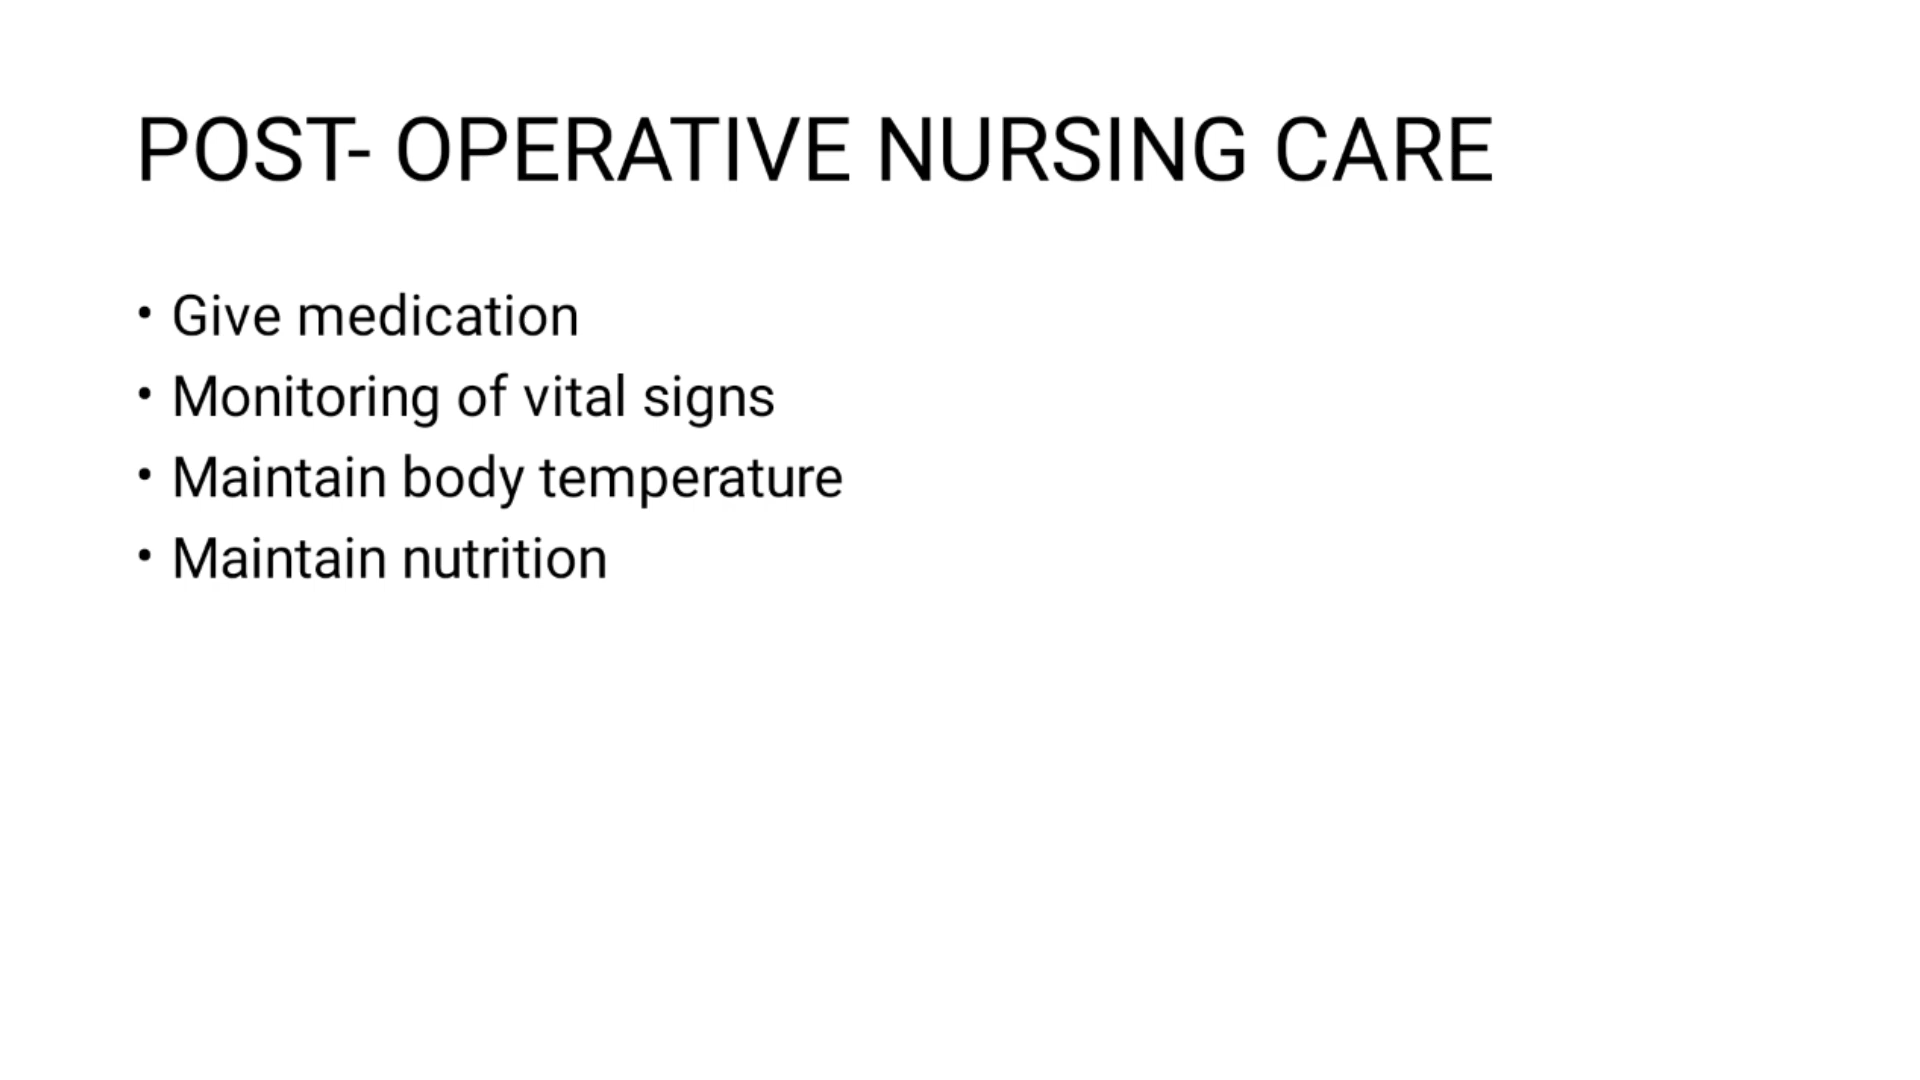 POST- OPERATIVE NURSING CARE
• Give medication
• Monitoring of vital signs
• Maintain body temperature
• Maintain nutrition